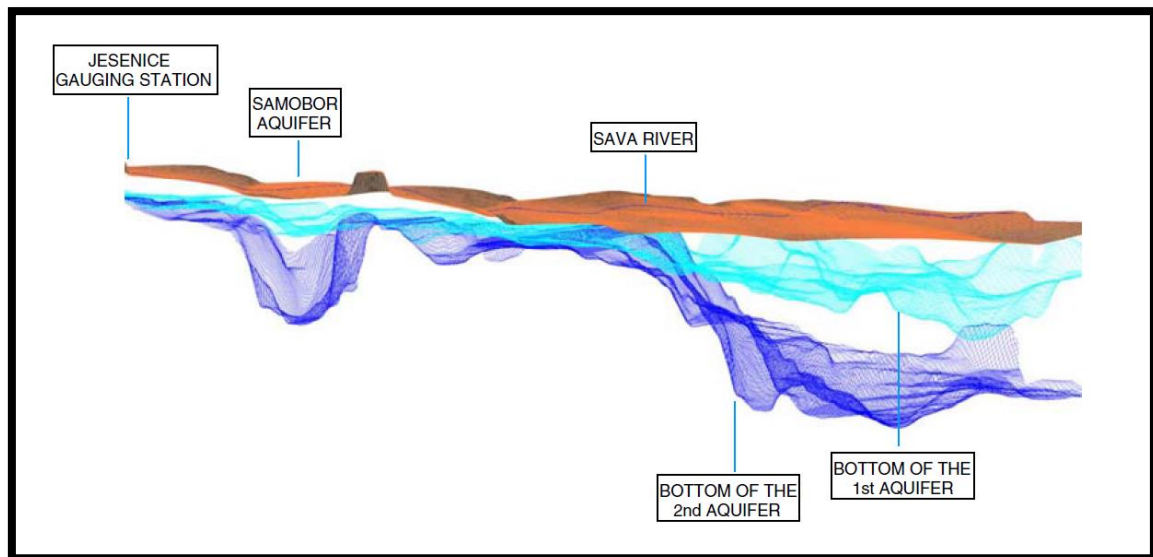 JESENICE
GAUGING STATION
SAMOBOR
AQUIFER
SAVA RIVER
BOTTOM OF THE
2nd AQUIFER
BOTTOM OF THE
1st AQUIFER